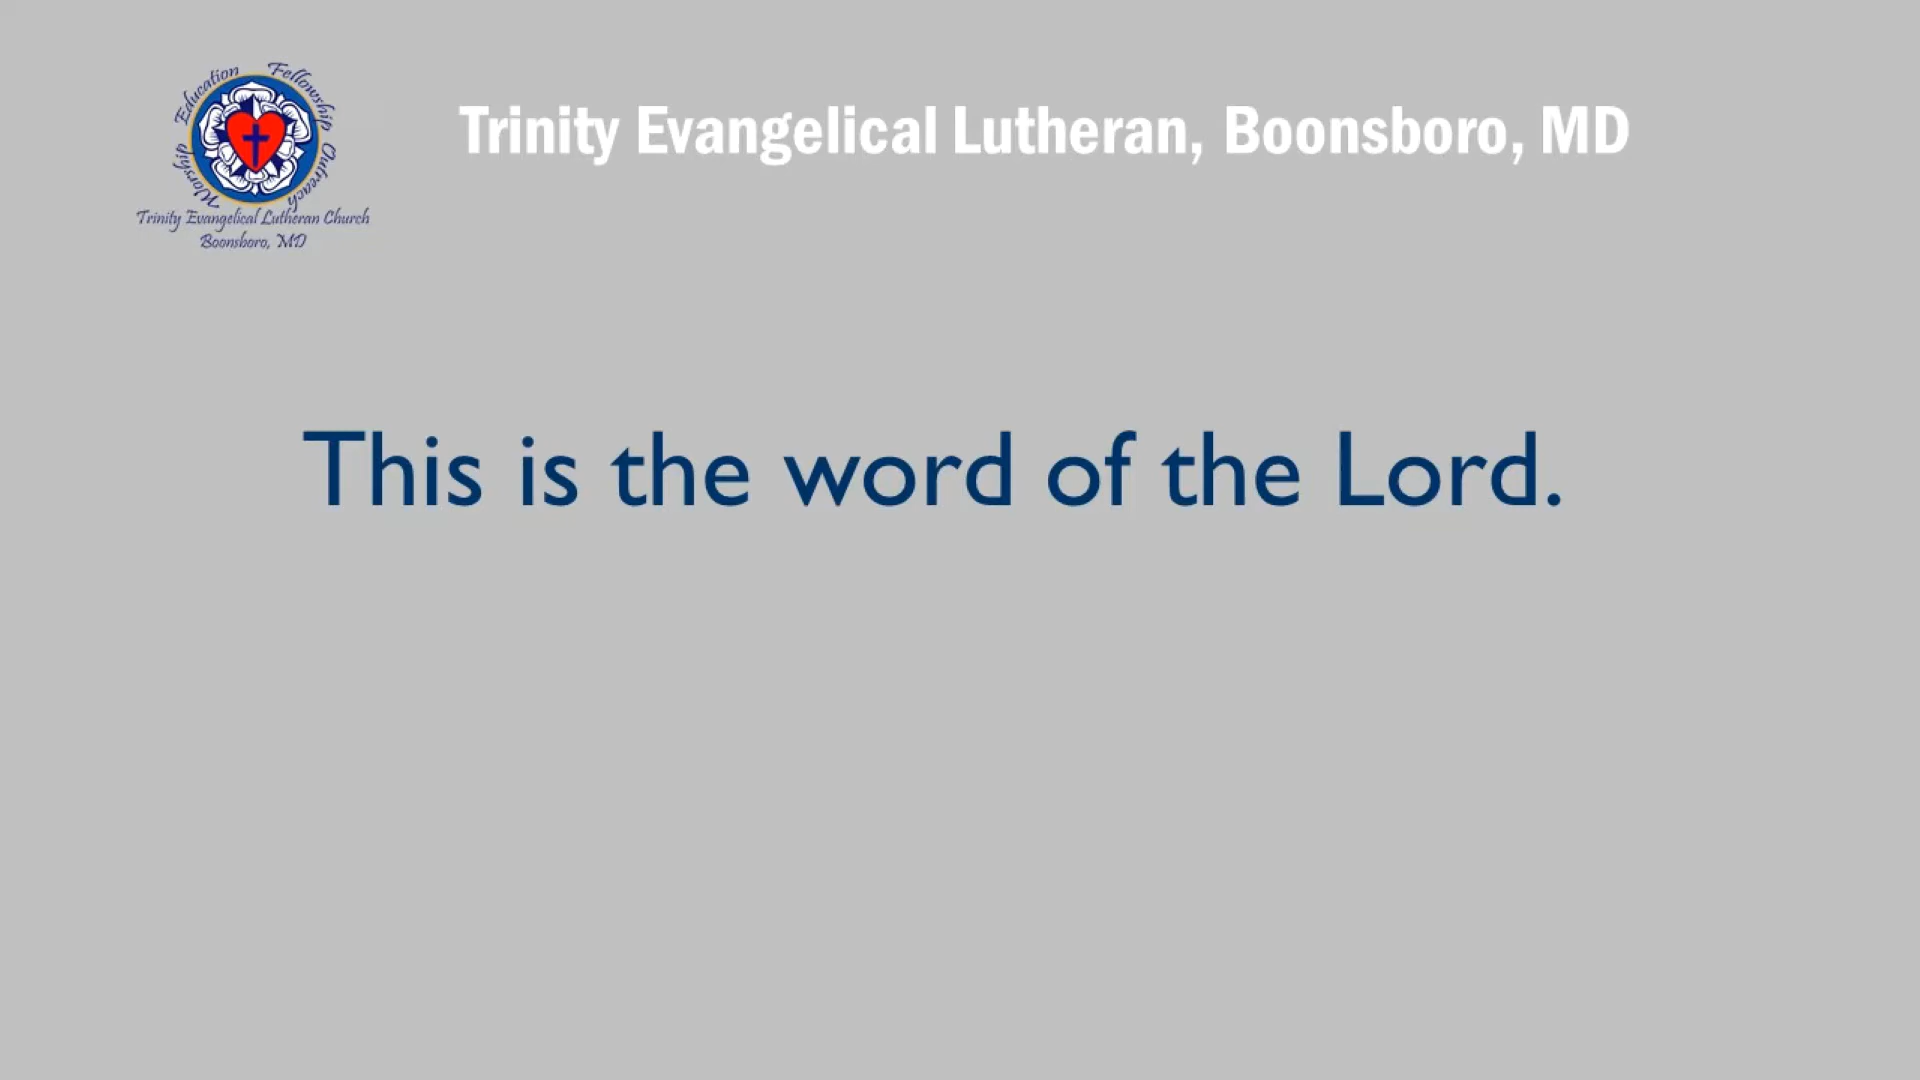 Education Fellowship
Worship Outreach
Trinity Evangelical Lutheran Church
Boonsboro, MD
Trinity Evangelical Lutheran, Boonsboro, MD
This is the word of the Lord.